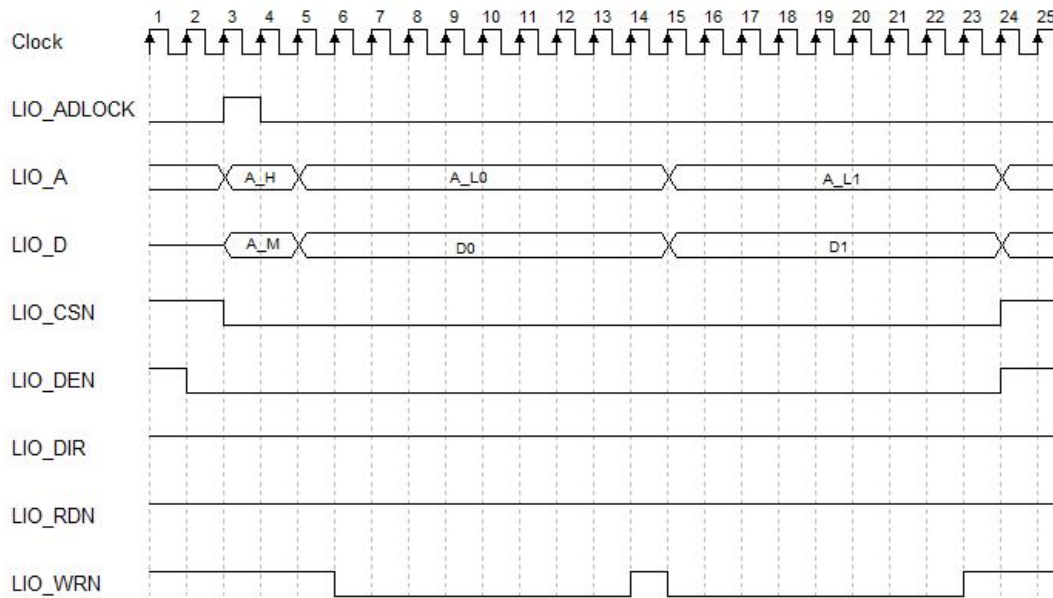 1 2 3 4 5 6 7 8 9 10 11 12 13 14 15 16 17 18 19 20 21 22 23 24 25
Clock
LIO_ADLOCK
LIO_A A_H A_L0 A_L1
LIO_D A_M D0 D1
LIO_CSN
LIO_DEN
LIO_DIR
LIO_RDN
LIO_WRN